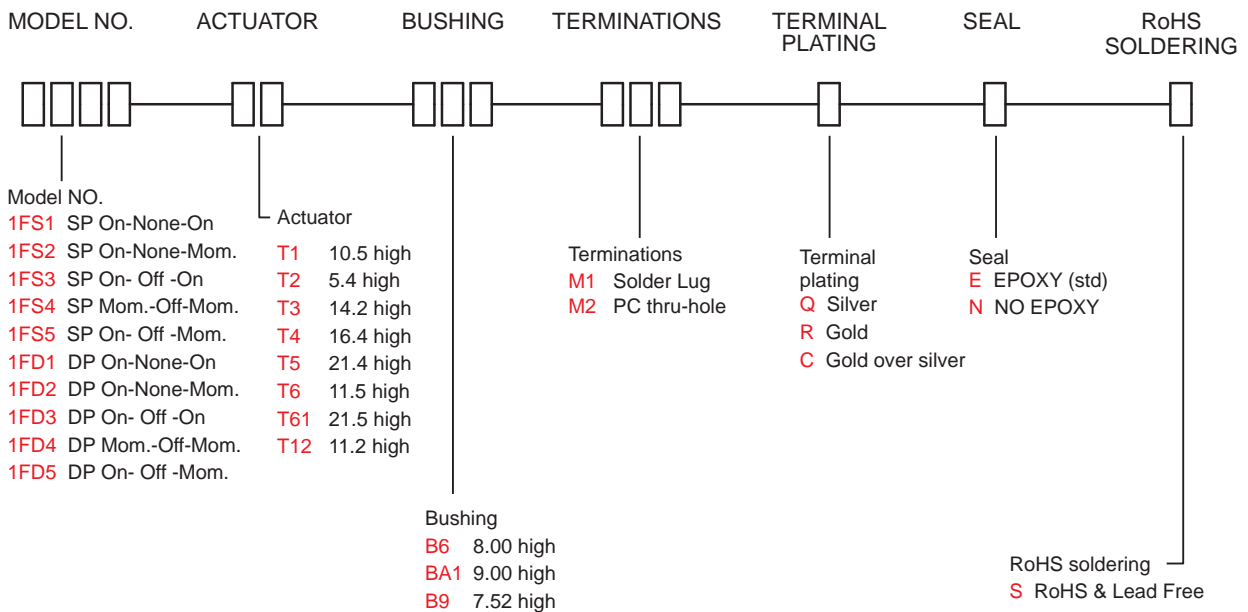 MODEL NO.
ACTUATOR
BUSHING
TERMINATIONS
TERMINAL
PLATING
SEAL
RoHS
SOLDERING
Model NO.
1FS1 SP On-None-On
1FS2 SP On-None-Mom.
1FS3 SP On- Off -On
1FS4 SP Mom.-Off-Mom.
1FS5 SP On- Off -Mom.
1FD1 DP On-None-On
1FD2 DP On-None-Mom.
1FD3 DP On- Off -On
1FD4 DP Mom.-Off-Mom.
1FD5 DP On- Off -Mom.
Actuator
T1 10.5 high
T2 5.4 high
T3 14.2 high
T4 16.4 high
T5 21.4 high
T6 11.5 high
T61 21.5 high
T12 11.2 high
Bushing
B6 8.00 high
BA1 9.00 high
B9 7.52 high
Terminations
M1 Solder Lug
M2 PC thru-hole
Terminal
plating
Q Silver
R Gold
C Gold over silver
Seal
E EPOXY (std)
N NO EPOXY
RoHS soldering
S RoHS & Lead Free